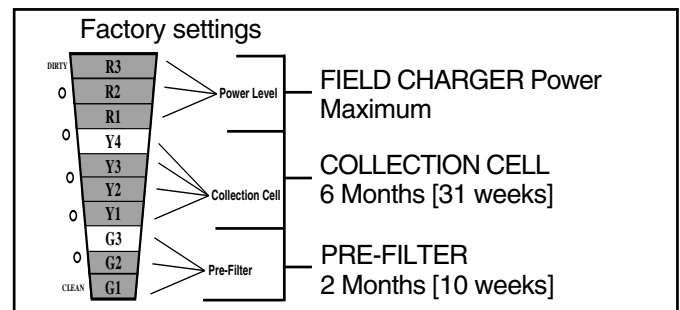 Factory settings
DIRTY
R3
R2
R1
Y4
Y3
Y2
Y1
G3
G2
G1
CLEAN
Power Level
Collection Cell
Pre-Filter
FIELD CHARGER Power
Maximum
COLLECTION CELL
6 Months [31 weeks]
PRE-FILTER
2 Months [10 weeks]